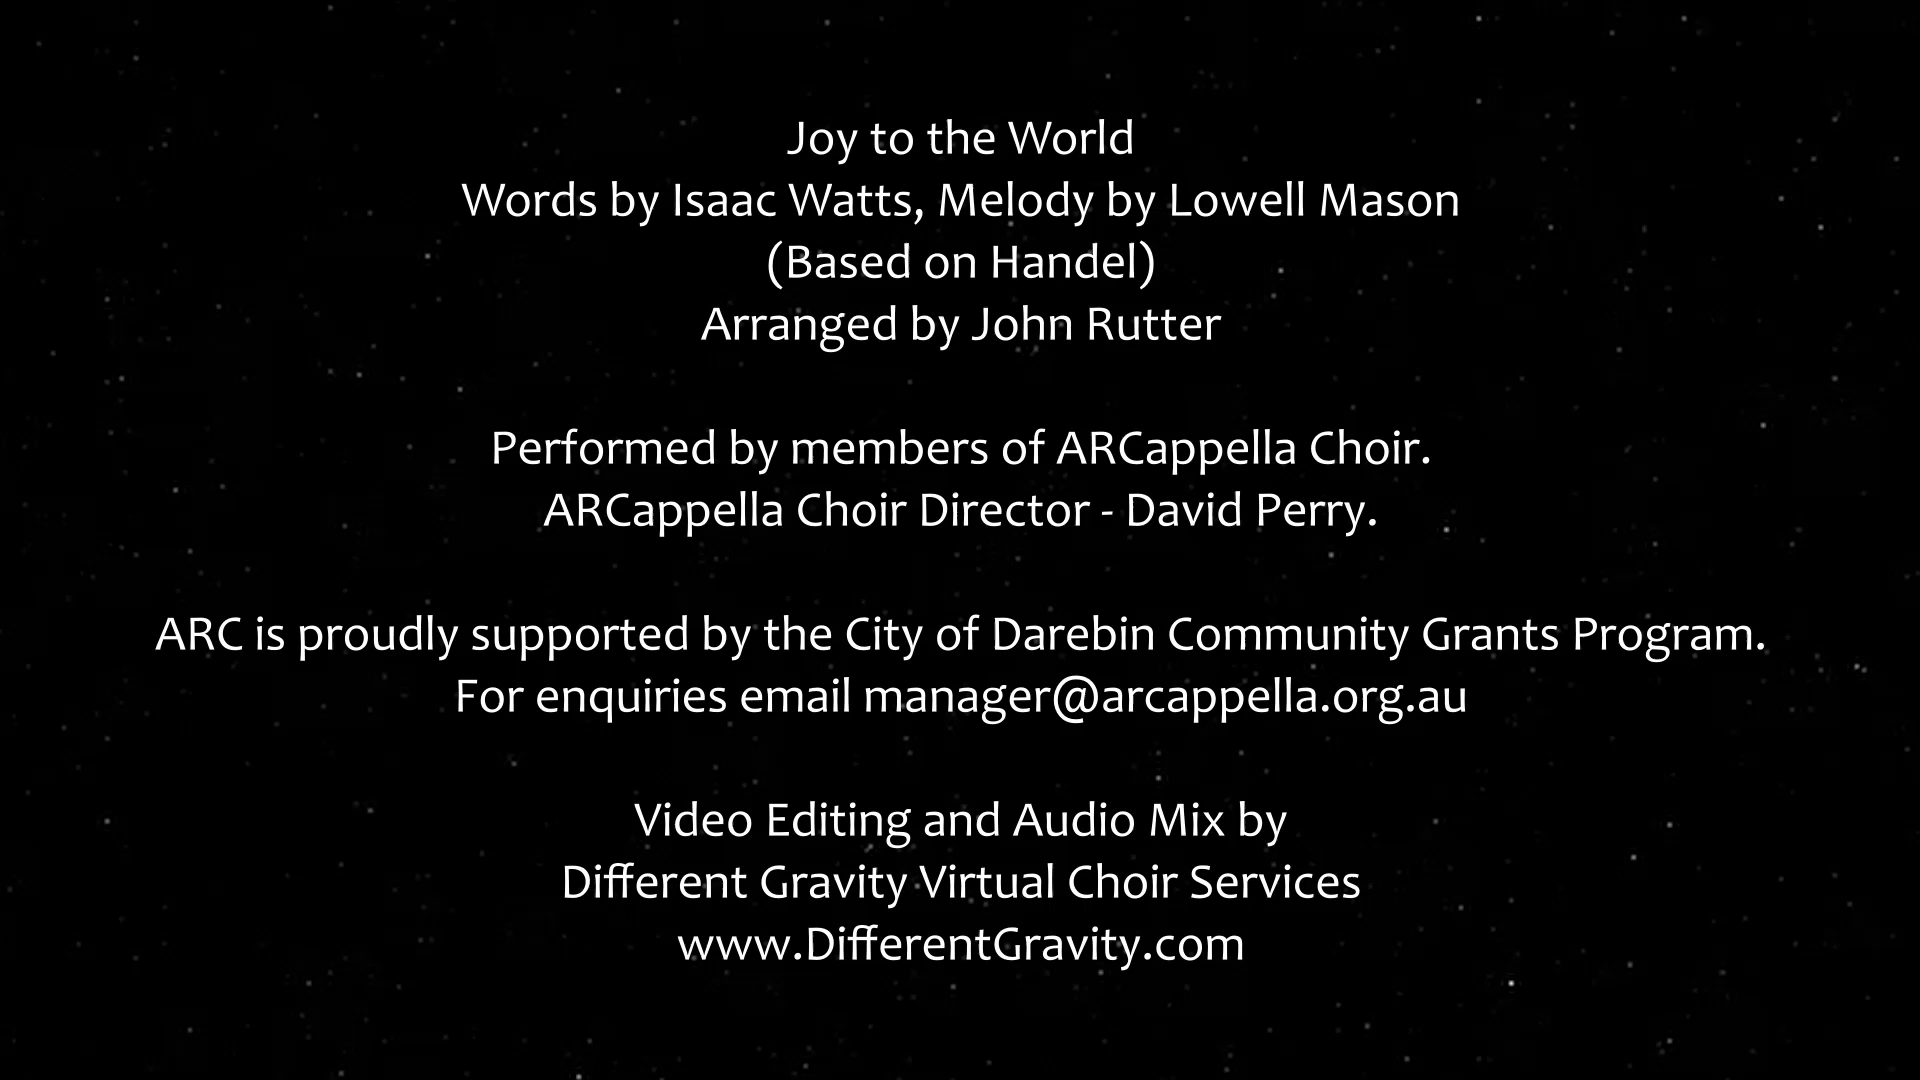 Joy to the World
Words by Isaac Watts, Melody by Lowell Mason
(Based on Handel)
Arranged by John Rutter
Performed by members of ARCappella Choir.
ARCappella Choir Director - David Perry.
ARC is proudly supported by the City of Darebin Community Grants Program.
For enquiries email manager@arcappella.org.au
Video Editing and Audio Mix by
Different Gravity Virtual Choir Services
www.DifferentGravity.com